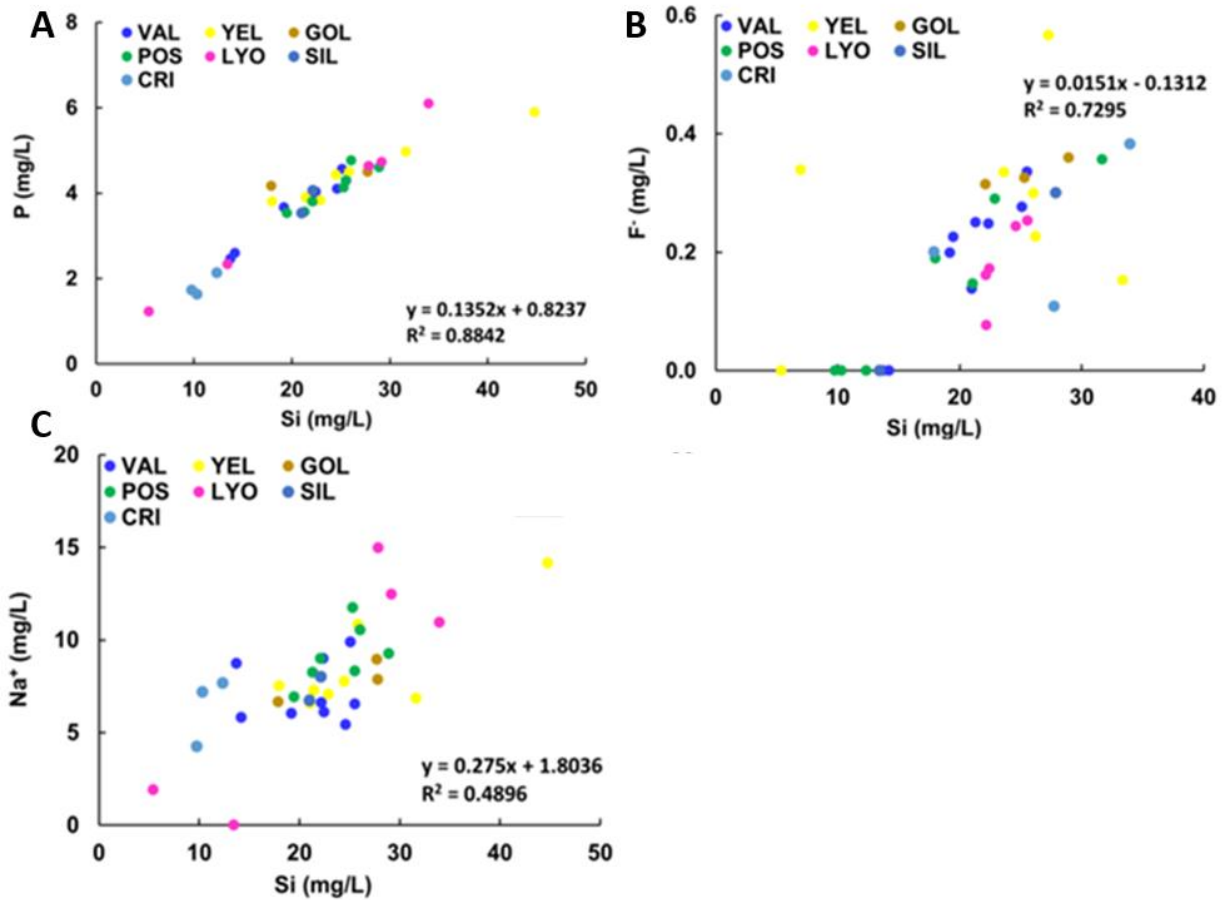 A
VAL YEL GOL
POS LYO SIL
CRI
P (mg/L)
8
6
4
2
0
y = 0.1352x + 0.8237
R² = 0.8842
0 10 20 30 40 50
Si (mg/L)
B
VAL YEL GOL
POS LYO SIL
CRI
F⁻ (mg/L)
0.6
0.4
0.2
0.0
y = 0.0151x - 0.1312
R² = 0.7295
0 10 20 30 40
Si (mg/L)
C
VAL YEL GOL
POS LYO SIL
CRI
Na⁺ (mg/L)
20
15
10
5
0
y = 0.275x + 1.8036
R² = 0.4896
0 10 20 30 40 50
Si (mg/L)